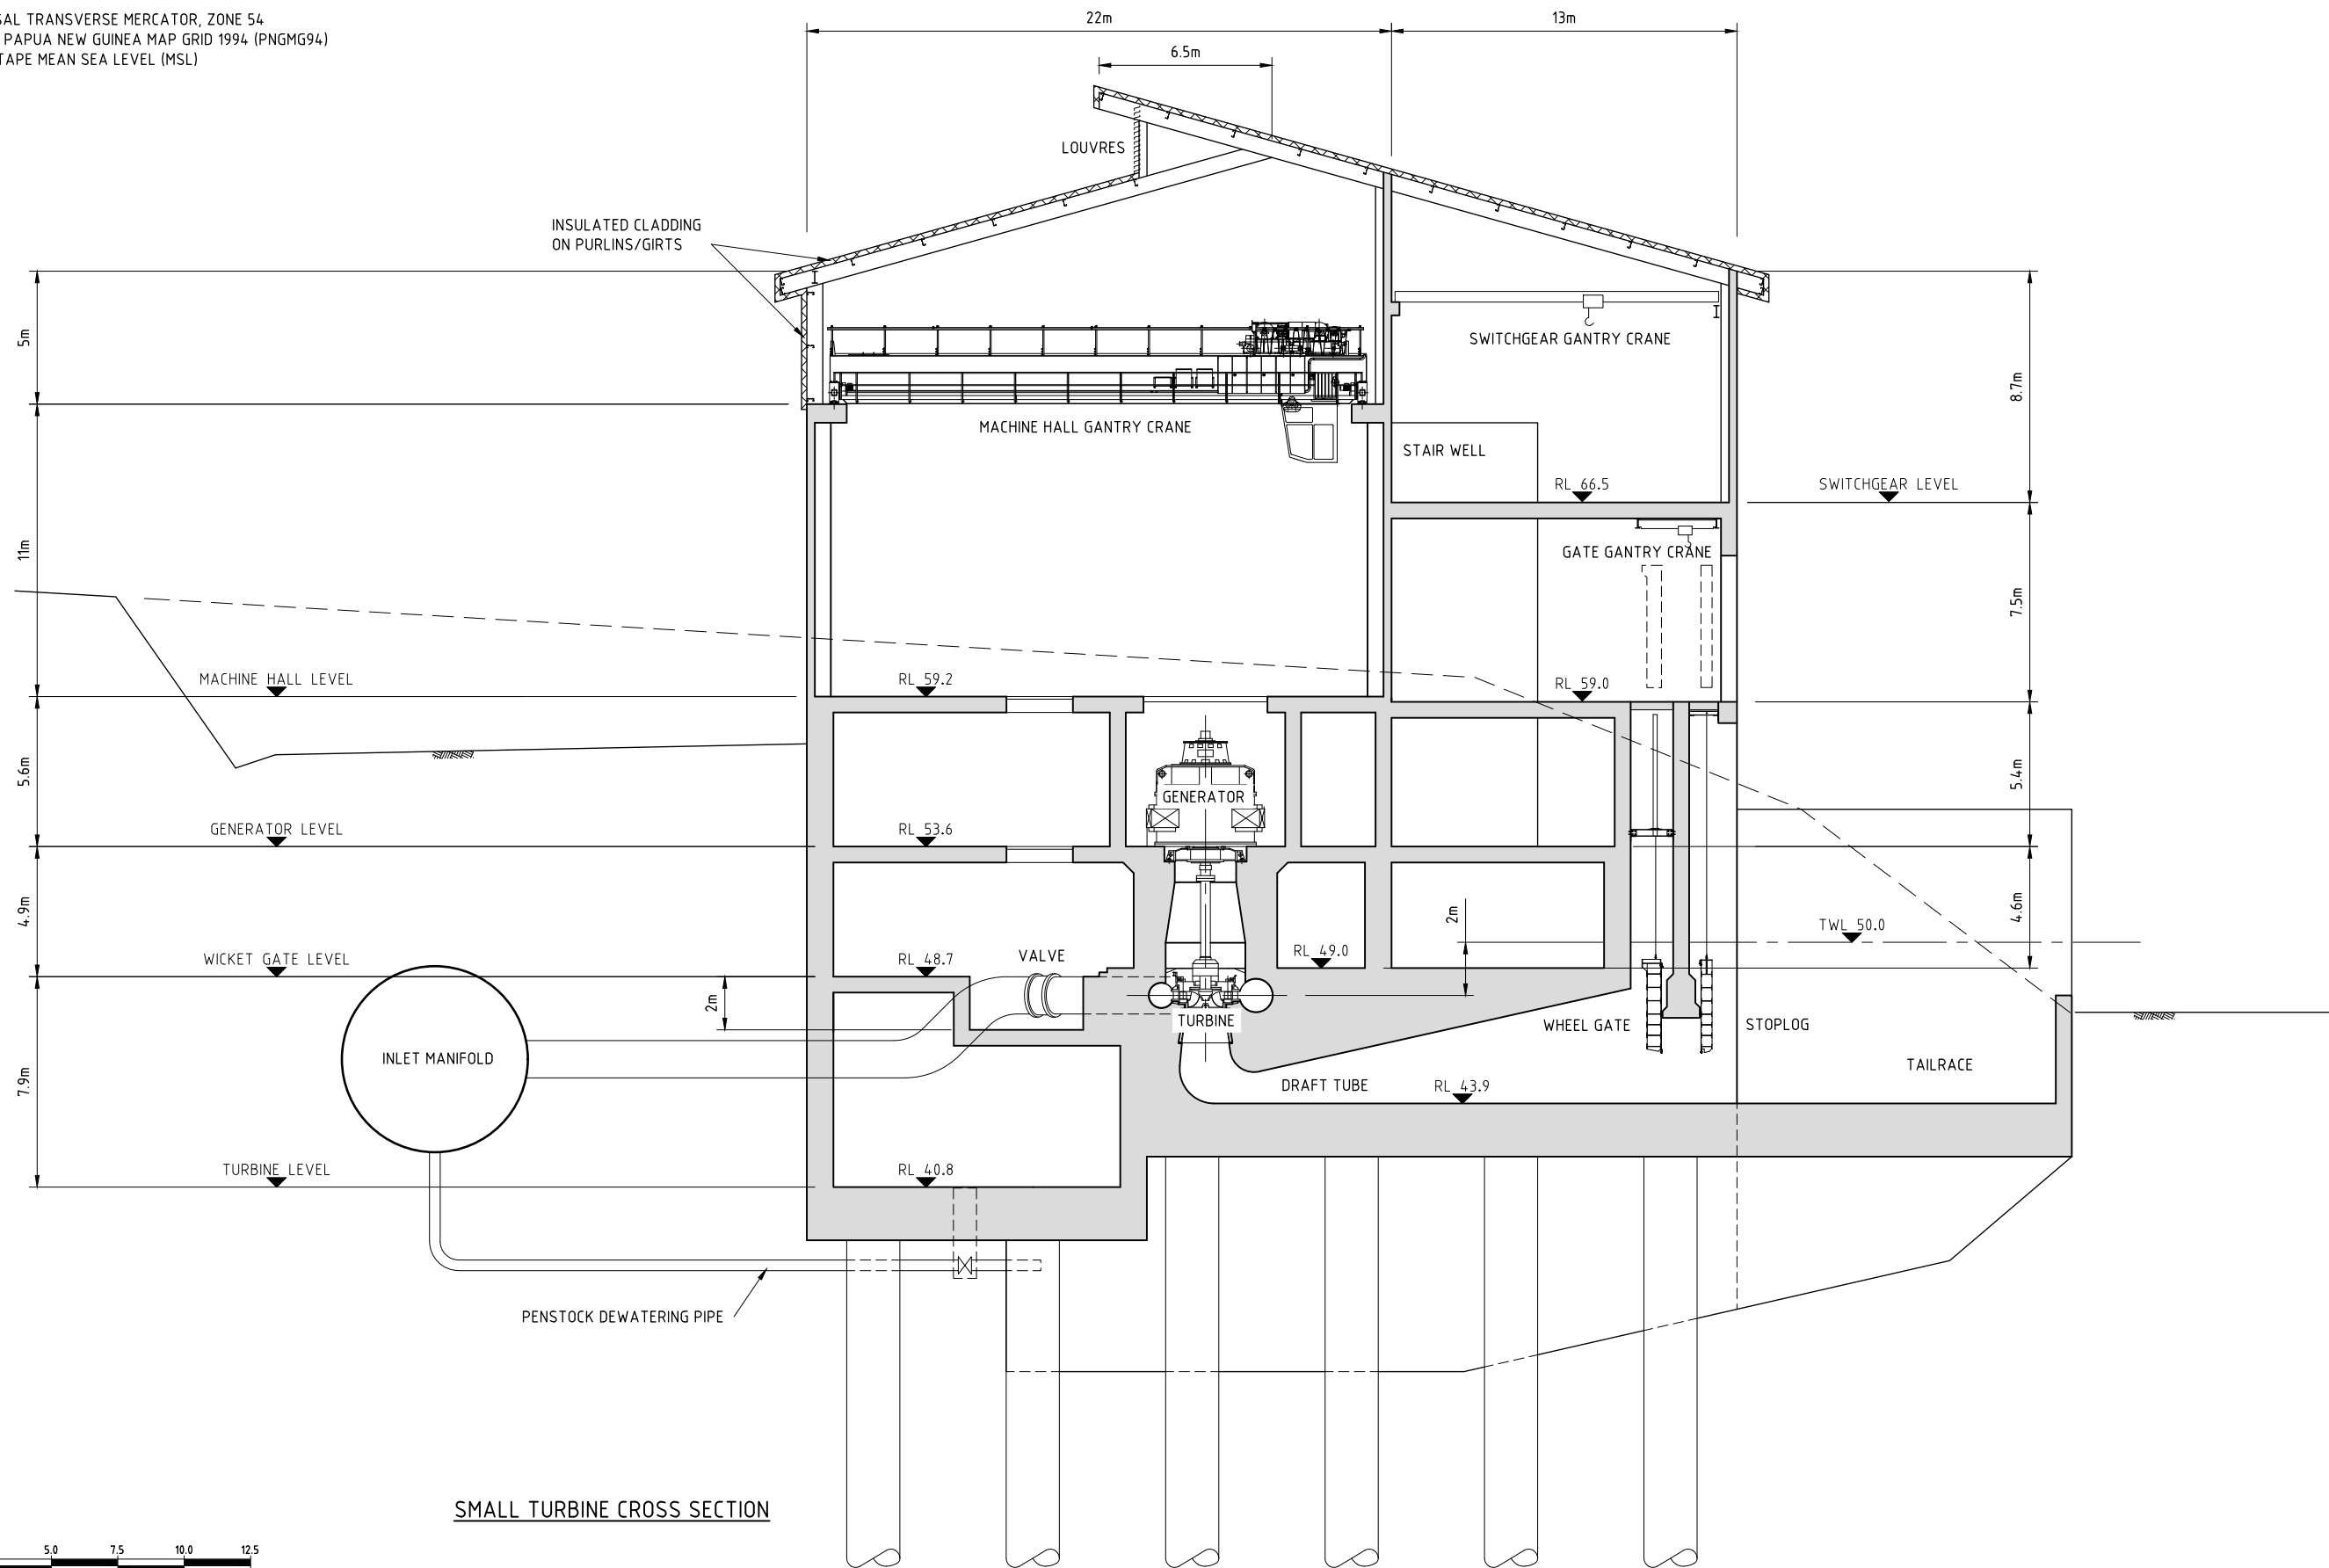 SAL TRANSVERSE MERCATOR, ZONE 54
PAPUA NEW GUINEA MAP GRID 1994 (PNGMG94)
TAPE MEAN SEA LEVEL (MSL)
22m
13m
6.5m
LOUVRES
INSULATED CLADDING
ON PURLINS/GIRTS
5m
SWITCHGEAR GANTRY CRANE
8.7m
MACHINE HALL GANTRY CRANE
STAIR WELL
RL 66.5
SWITCHGEAR LEVEL
11m
GATE GANTRY CRANE
7.5m
MACHINE HALL LEVEL
RL 59.2
RL 59.0
5.6m
GENERATOR
5.4m
GENERATOR LEVEL
RL 53.6
4.9m
2m
4.6m
TWL 50.0
WICKET GATE LEVEL
RL 48.7
VALVE
RL 49.0
2m
TURBINE
WHEEL GATE
STOPLOG
INLET MANIFOLD
TAILRACE
7.9m
DRAFT TUBE
RL 43.9
TURBINE LEVEL
RL 40.8
PENSTOCK DEWATERING PIPE
SMALL TURBINE CROSS SECTION
5.0 7.5 10.0 12.5